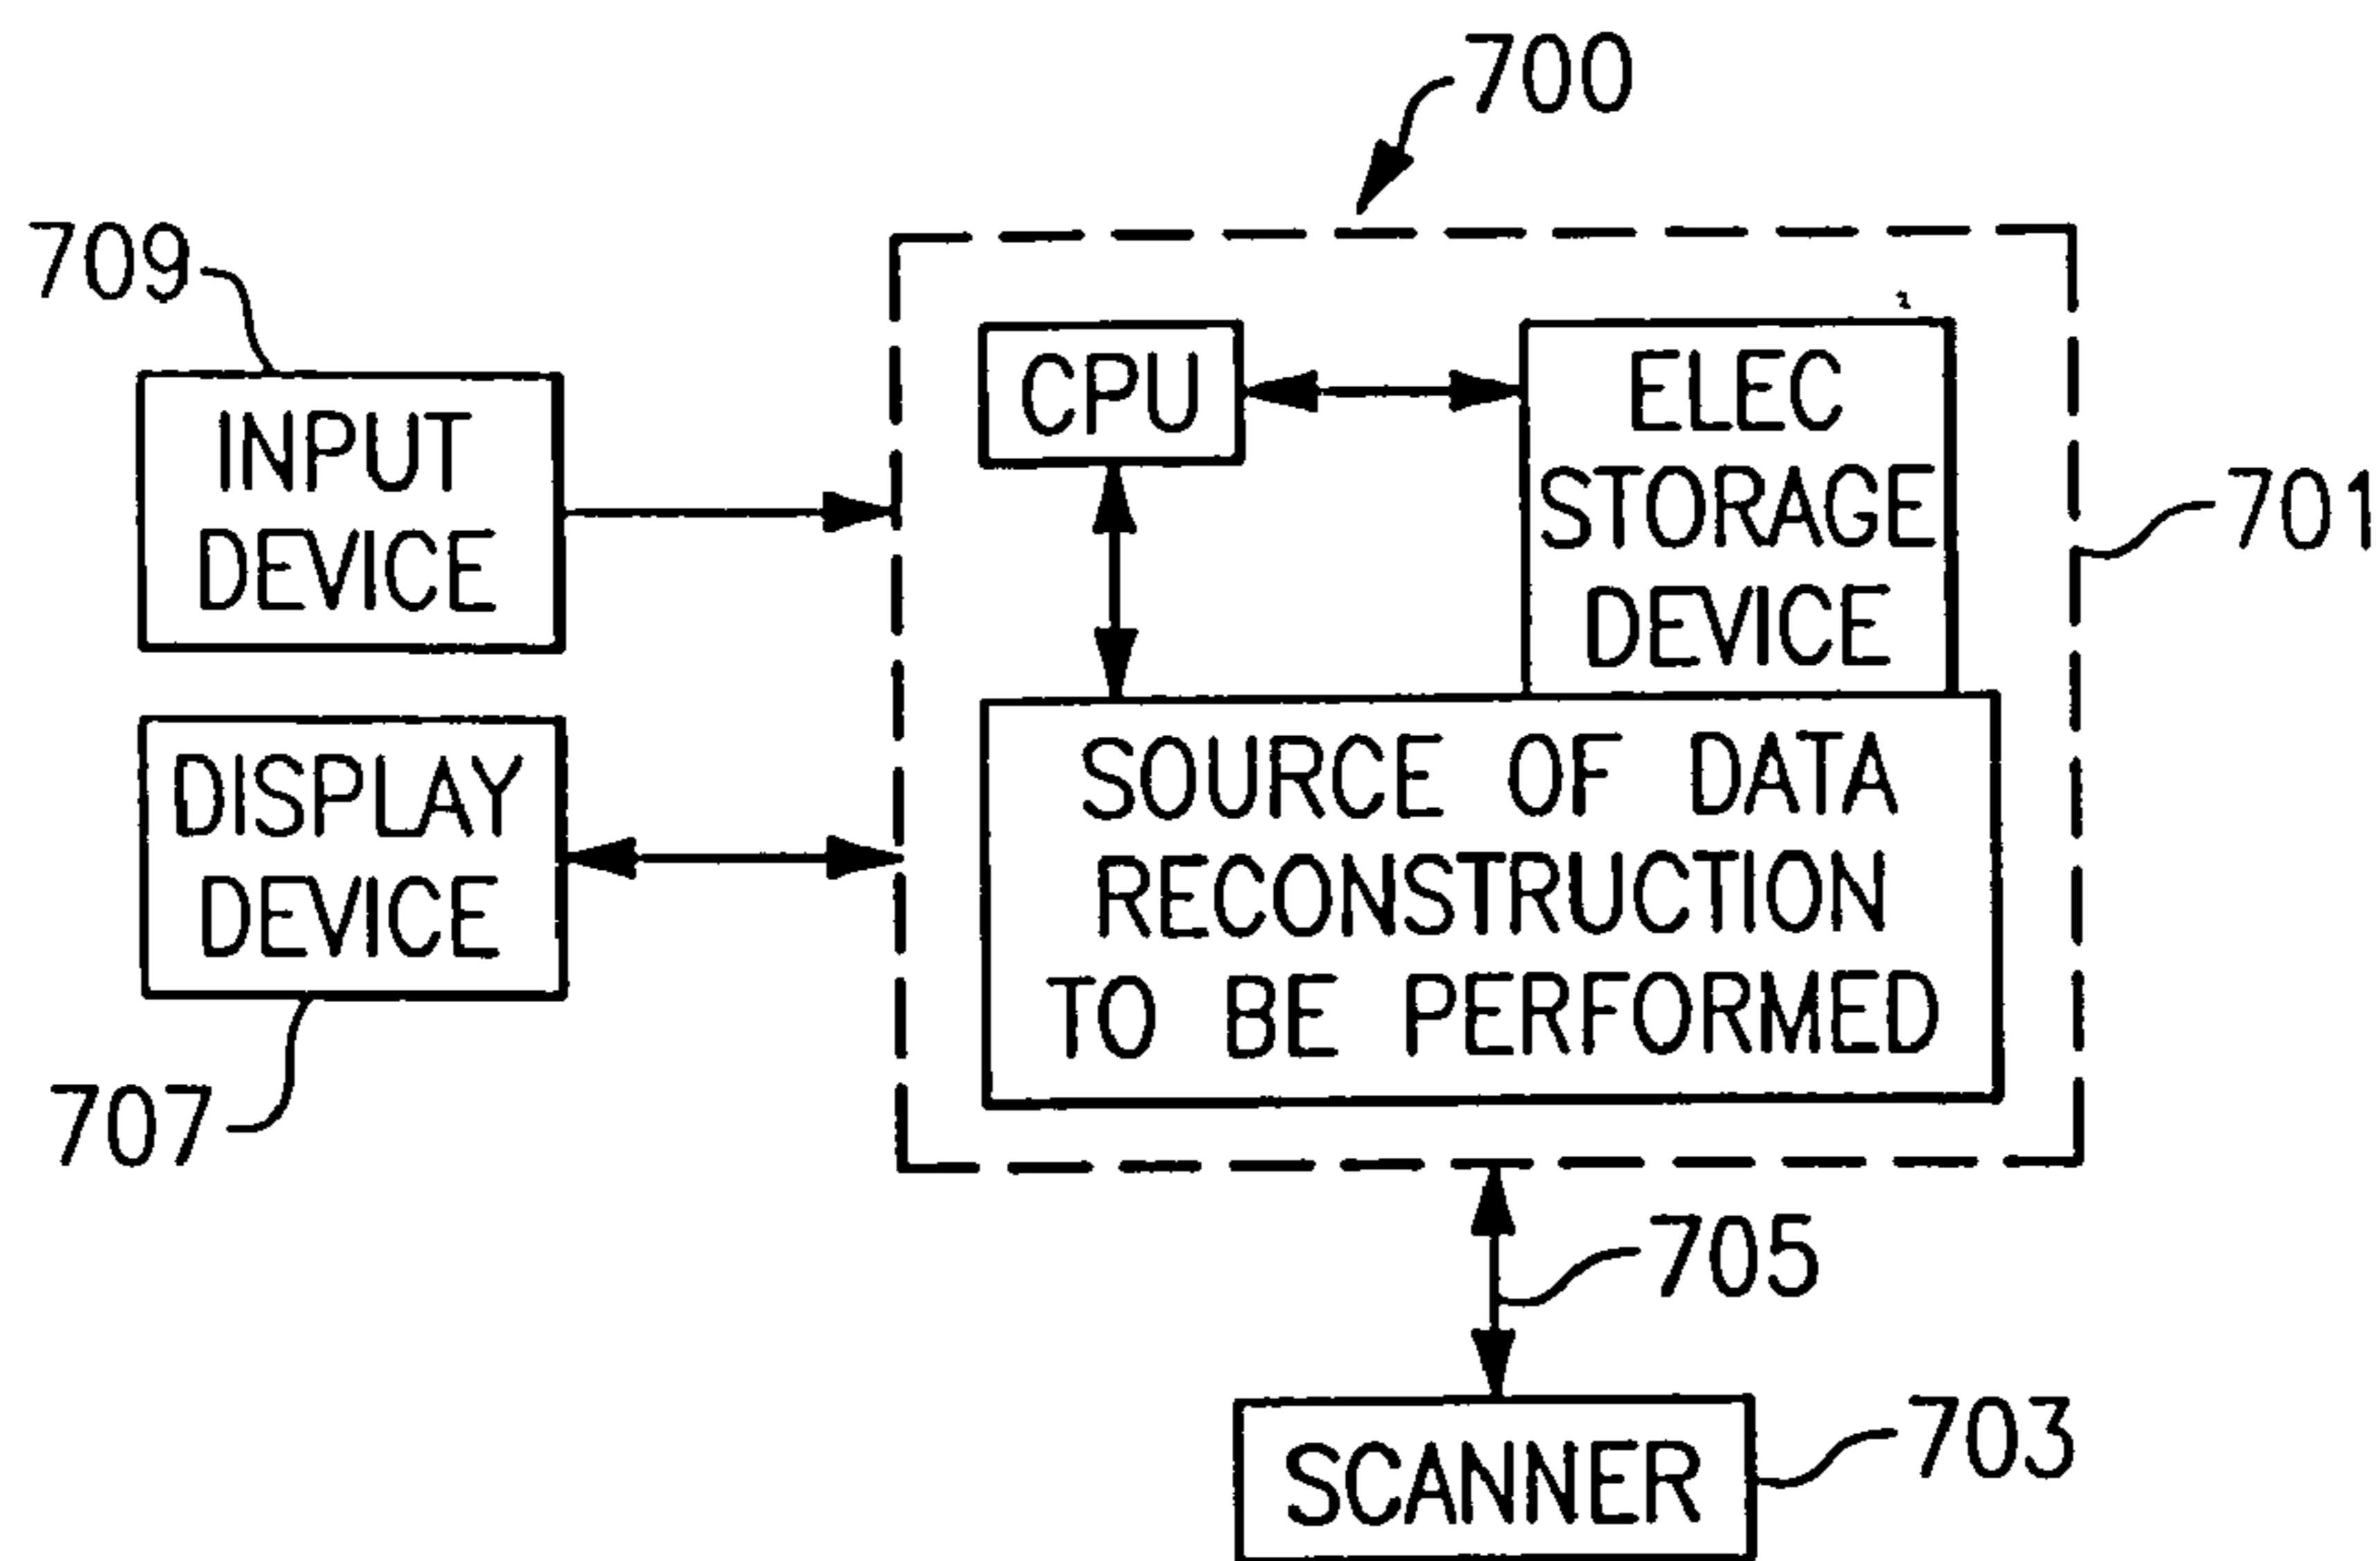 700
709
INPUT
DEVICE
CPU
ELEC
STORAGE
DEVICE
701
DISPLAY
DEVICE
SOURCE OF DATA
RECONSTRUCTION
TO BE PERFORMED
707
705
SCANNER
703